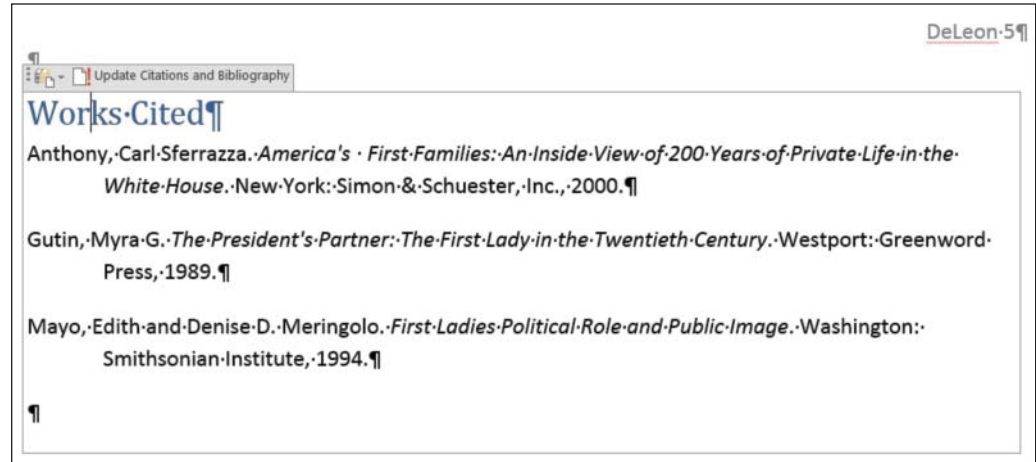 DeLeon·5¶
¶
Update Citations and Bibliography
Works·Cited¶
Anthony,·Carl·Sferrazza.·America's · First·Families:·An·Inside·View·of·200·Years·of·Private·Life·in·the·
White·House.·New·York:·Simon·&·Schuester,·Inc.,·2000.¶
Gutin,·Myra·G.·The·President's·Partner:·The·First·Lady·in·the·Twentieth·Century.·Westport:·Greenword·
Press,·1989.¶
Mayo,·Edith·and·Denise·D.·Meringolo.·First·Ladies·Political·Role·and·Public·Image.·Washington:·
Smithsonian·Institute,·1994.¶
¶